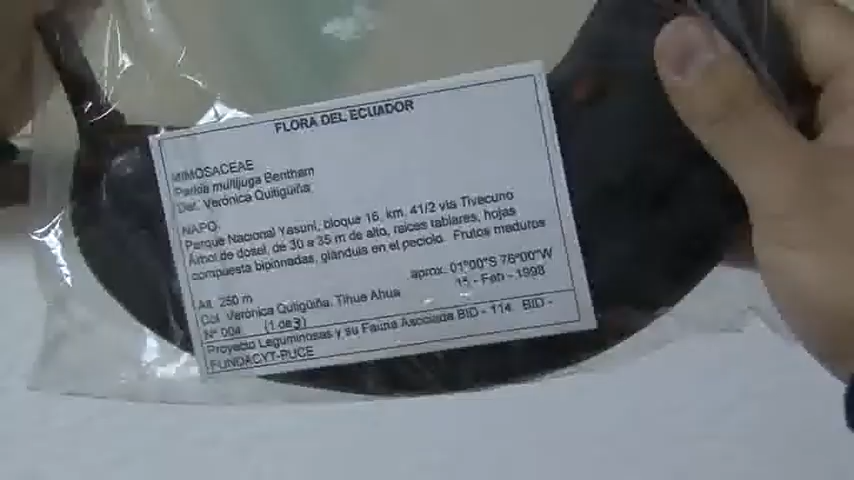 FLORA DEL ECUADOR
MIMOSACEAE
Parkia multijuga Bentham
Det. Verónica Quitigüiña
NAPO.
Parque Nacional Yasuní, bloque 16, km. 41/2 vía Tivacuno
Árbol de dosel, de 30 a 35 m de alto, raíces tablares, hojas
compuesta bipinnadas, glándula en el peciolo. Frutos maduros
aprox. 01°00"S 76°00"W
Alt. 250 m
15 - Feb - 1998
Col. Verónica Quitigüiña, Tihue Ahua
Nº 004 (1 de 3)
Proyecto Leguminosas y su Fauna Asociada BID - 114. BID -
FUNDACYT-PUCE